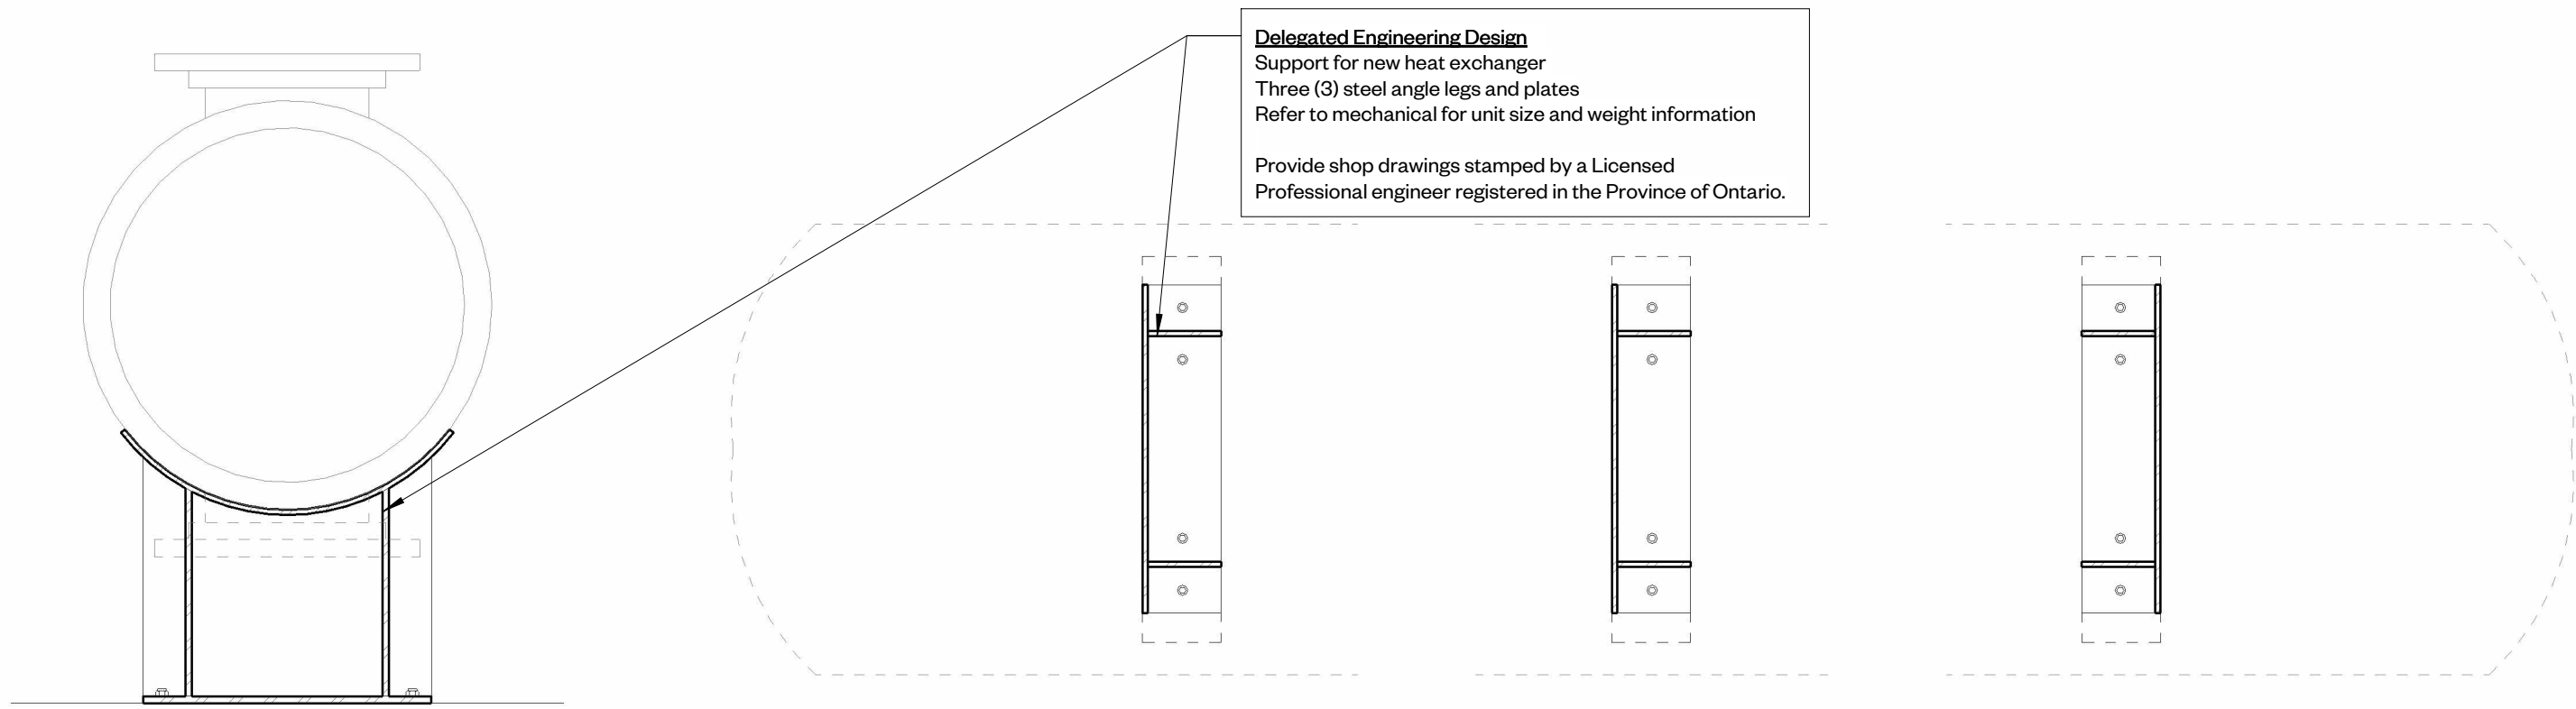 Delegated Engineering Design
Support for new heat exchanger
Three (3) steel angle legs and plates
Refer to mechanical for unit size and weight information
Provide shop drawings stamped by a Licensed
Professional engineer registered in the Province of Ontario.